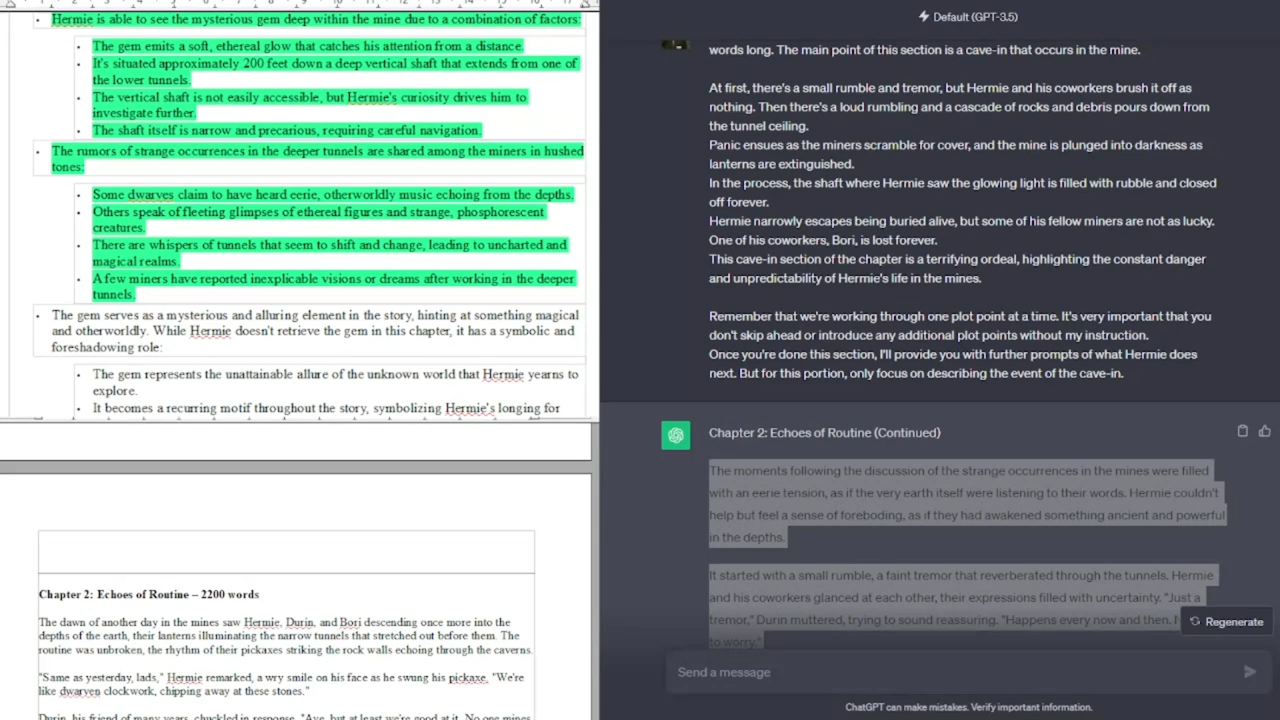 Hermie is able to see the mysterious gem deep within the mine due to a combination of factors:
The gem emits a soft, ethereal glow that catches his attention from a distance.
It's situated approximately 200 feet down a deep vertical shaft that extends from one of
the lower tunnels.
The vertical shaft is not easily accessible, but Hermie's curiosity drives him to
investigate further.
The shaft itself is narrow and precarious, requiring careful navigation.
The rumors of strange occurrences in the deeper tunnels are shared among the miners in hushed
tones:
Some dwarves claim to have heard eerie, otherworldly music echoing from the depths.
Others speak of fleeting glimpses of ethereal figures and strange, phosphorescent
creatures.
There are whispers of tunnels that seem to shift and change, leading to uncharted and
magical realms.
A few miners have reported inexplicable visions or dreams after working in the deeper
tunnels.
The gem serves as a mysterious and alluring element in the story, hinting at something magical
and otherworldly. While Hermie doesn't retrieve the gem in this chapter, it has a symbolic and
foreshadowing role:
The gem represents the unattainable allure of the unknown world that Hermie yearns to
explore.
It becomes a recurring motif throughout the story, symbolizing Hermie's longing for
Chapter 2: Echoes of Routine – 2200 words
The dawn of another day in the mines saw Hermie, Durin, and Bori descending once more into the
depths of the earth, their lanterns illuminating the narrow tunnels that stretched out before them. The
routine was unbroken, the rhythm of their pickaxes striking the rock walls echoing through the caverns.
"Same as yesterday, lads," Hermie remarked, a wry smile on his face as he swung his pickaxe. "We're
like dwarven clockwork, chipping away at these stones."
Durin, his friend of many years, chuckled in response. "Aye, but at least we're good at it. No one mines
Default (GPT-3.5)
words long. The main point of this section is a cave-in that occurs in the mine.
At first, there's a small rumble and tremor, but Hermie and his coworkers brush it off as
nothing. Then there's a loud rumbling and a cascade of rocks and debris pours down from
the tunnel ceiling.
Panic ensues as the miners scramble for cover, and the mine is plunged into darkness as
lanterns are extinguished.
In the process, the shaft where Hermie saw the glowing light is filled with rubble and closed
off forever.
Hermie narrowly escapes being buried alive, but some of his fellow miners are not as lucky.
One of his coworkers, Bori, is lost forever.
This cave-in section of the chapter is a terrifying ordeal, highlighting the constant danger
and unpredictability of Hermie's life in the mines.
Remember that we're working through one plot point at a time. It's very important that you
don't skip ahead or introduce any additional plot points without my instruction.
Once you're done this section, I'll provide you with further prompts of what Hermie does
next. But for this portion, only focus on describing the event of the cave-in.
Chapter 2: Echoes of Routine (Continued)
The moments following the discussion of the strange occurrences in the mines were filled
with an eerie tension, as if the very earth itself were listening to their words. Hermie couldn't
help but feel a sense of foreboding, as if they had awakened something ancient and powerful
in the depths.
It started with a small rumble, a faint tremor that reverberated through the tunnels. Hermie
and his coworkers glanced at each other, their expressions filled with uncertainty. "Just a
tremor," Durin muttered, trying to sound reassuring. "Happens every now and then.
to worry."
Regenerate
Send a message
ChatGPT can make mistakes. Verify important information.